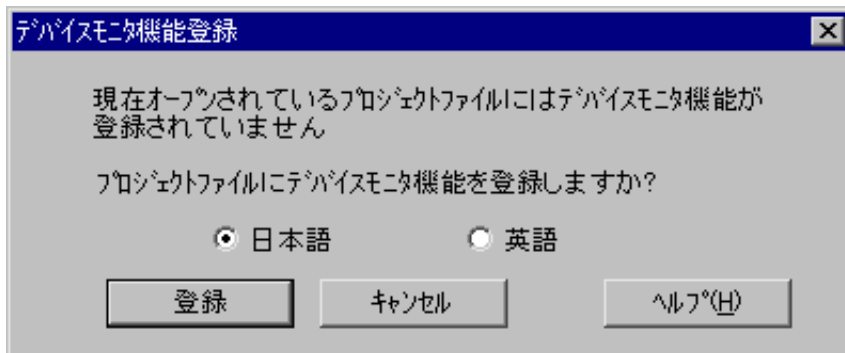 ﾃﾞﾊﾞｲｽﾓﾆﾀ機能登録
現在ｵｰﾌﾟﾝされているﾌﾟﾛｼﾞｪｸﾄﾌｧｲﾙにはﾃﾞﾊﾞｲｽﾓﾆﾀ機能が
登録されていません
ﾌﾟﾛｼﾞｪｸﾄﾌｧｲﾙにﾃﾞﾊﾞｲｽﾓﾆﾀ機能を登録しますか?
日本語 英語
登録 ｷｬﾝｾﾙ ﾍﾙﾌﾟ(H)